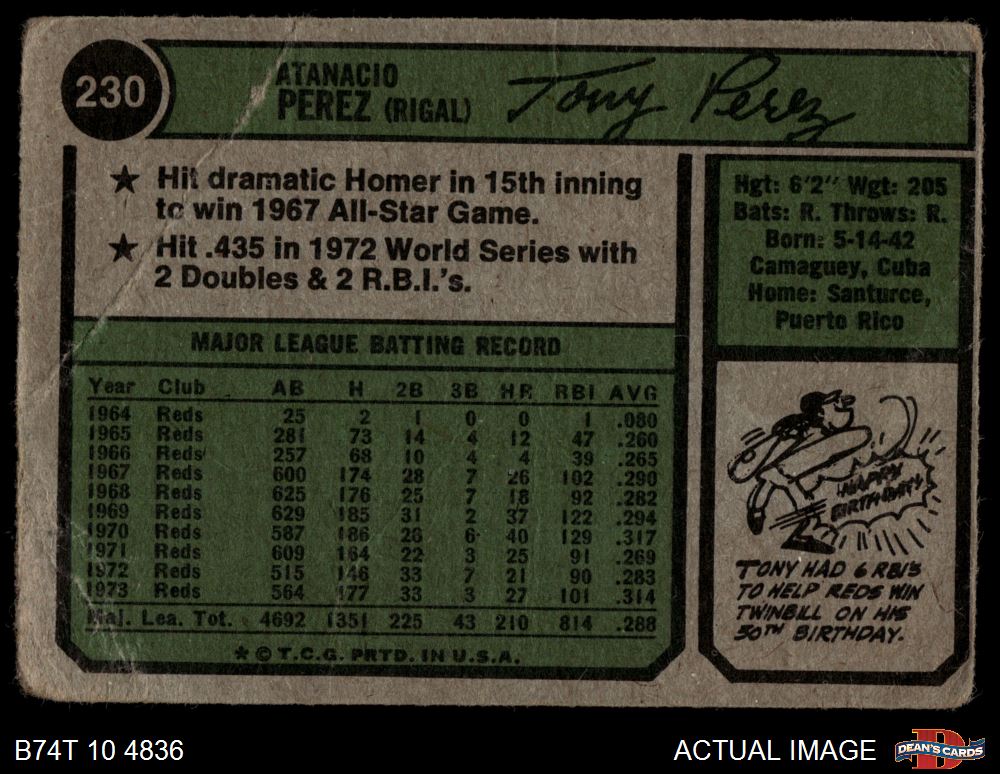 230
ATANACIO
PEREZ (RIGAL)
Tony Perez
★ Hit dramatic Homer in 15th inning
to win 1967 All-Star Game.
★ Hit .435 in 1972 World Series with
2 Doubles & 2 R.B.I.'s.
Hgt: 6'2" Wgt: 205
Bats: R. Throws: R.
Born: 5-14-42
Camaguey, Cuba
Home: Santurce,
Puerto Rico
MAJOR LEAGUE BATTING RECORD
Year Club AB H 2B 3B HR RBI AVG
1964 Reds 25 2 1 0 0 1 .080
1965 Reds 281 73 14 4 12 47 .260
1966 Reds 257 68 10 4 4 39 .265
1967 Reds 600 174 28 7 26 102 .290
1968 Reds 625 176 25 7 18 92 .282
1969 Reds 629 185 31 2 37 122 .294
1970 Reds 587 186 28 6 40 129 .317
1971 Reds 609 164 22 3 25 91 .269
1972 Reds 515 146 33 7 21 90 .283
1973 Reds 564 177 33 3 27 101 .314
Maj. Lea. Tot. 4692 1351 225 43 210 814 .288
★ © T.C.G. PRTD. IN U.S.A.
HAPPY
BIRTHDAY!
TONY HAD 6 RBI'S
TO HELP REDS WIN
TWINBILL ON HIS
30TH BIRTHDAY.
B74T 10 4836
ACTUAL IMAGE
D
DEAN'S CARDS